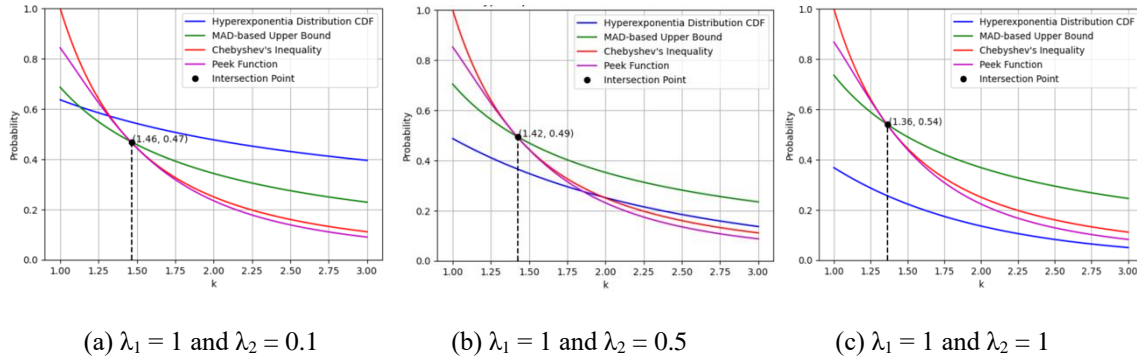 Hyperexponentia Distribution CDF
MAD-based Upper Bound
Chebyshev's Inequality
Peek Function
Intersection Point
(1.46, 0.47)
Probability
1.0
0.8
0.6
0.4
0.2
0.0
1.00 1.25 1.50 1.75 2.00 2.25 2.50 2.75 3.00
k
(a) λ₁ = 1 and λ₂ = 0.1
Hyperexponentia Distribution CDF
MAD-based Upper Bound
Chebyshev's Inequality
Peek Function
Intersection Point
(1.42, 0.49)
Probability
1.0
0.8
0.6
0.4
0.2
0.0
1.00 1.25 1.50 1.75 2.00 2.25 2.50 2.75 3.00
k
(b) λ₁ = 1 and λ₂ = 0.5
Hyperexponentia Distribution CDF
MAD-based Upper Bound
Chebyshev's Inequality
Peek Function
Intersection Point
(1.36, 0.54)
Probability
1.0
0.8
0.6
0.4
0.2
0.0
1.00 1.25 1.50 1.75 2.00 2.25 2.50 2.75 3.00
k
(c) λ₁ = 1 and λ₂ = 1